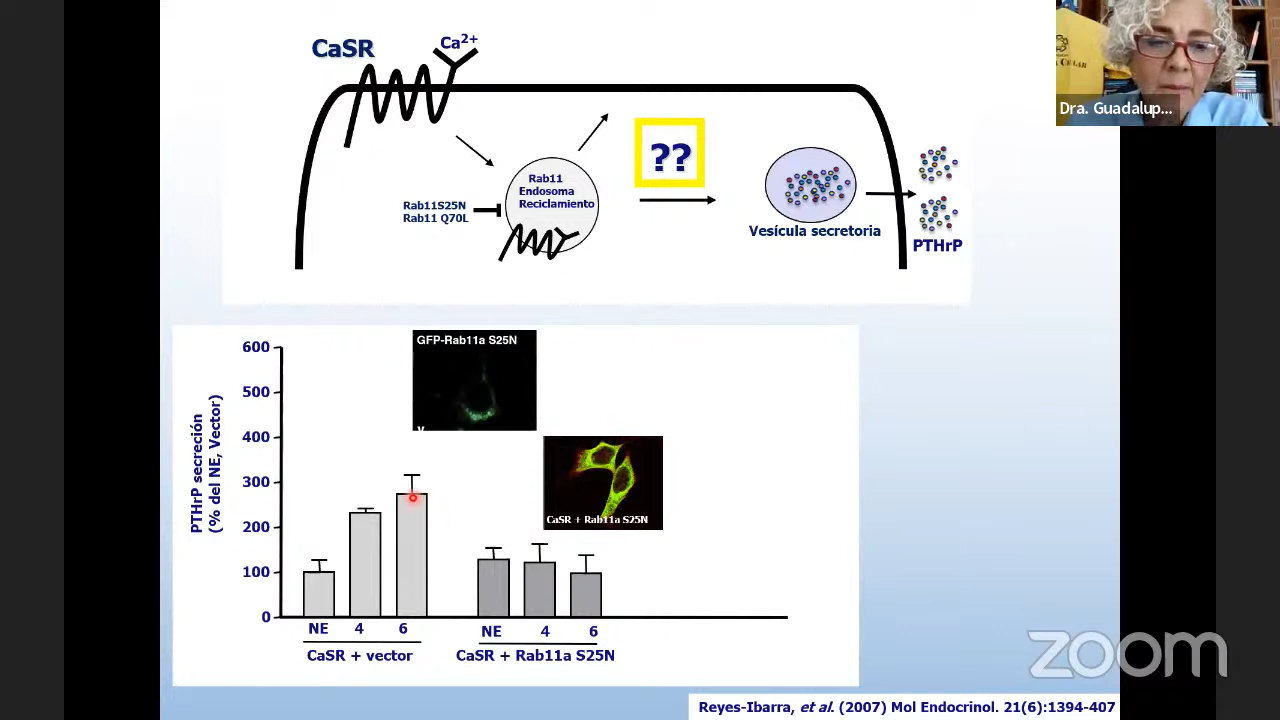 CaSR
Ca2+
Rab11
Endosoma
Reciclamiento
Rab11S25N
Rab11 Q70L
??
Vesícula secretoria
PTHrP
Dra. Guadalup...
PTHrP secreción
(% del NE, Vector)
600
500
400
300
200
100
0
GFP-Rab11a S25N
CaSR + Rab11a S25N
NE 4 6
CaSR + vector
NE 4 6
CaSR + Rab11a S25N
zoom
Reyes-Ibarra, et al. (2007) Mol Endocrinol. 21(6):1394-407